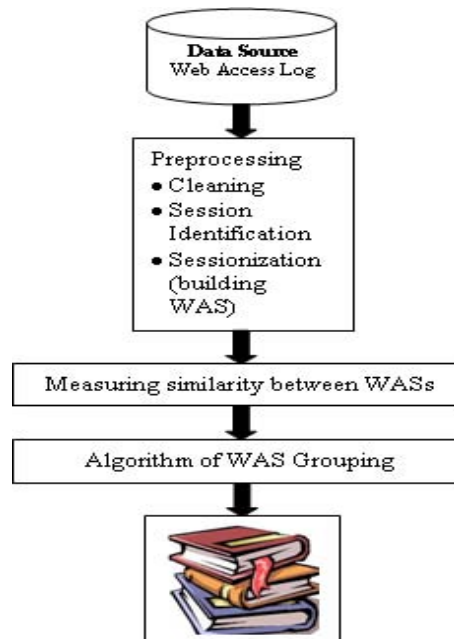 Data Source
Web Access Log
Preprocessing
● Cleaning
● Session
Identification
● Sessionization
(building
WAS)
Measuring similarity between WASs
Algorithm of WAS Grouping